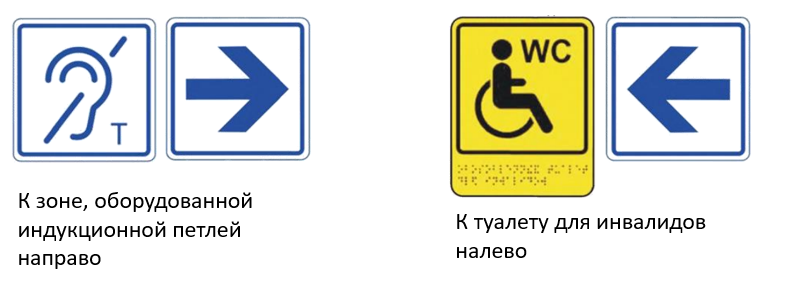 T
К зоне, оборудованной
индукционной петлей
направо
WC
К туалету для инвалидов
налево